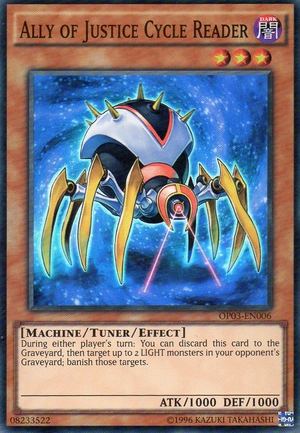 ALLY OF JUSTICE CYCLE READER
DARK
闇
OP03-EN006
[MACHINE/TUNER/EFFECT]
During either player's turn: You can discard this card to the
Graveyard, then target up to 2 LIGHT monsters in your opponent's
Graveyard; banish those targets.
ATK/1000 DEF/1000
08233522
©1996 KAZUKI TAKAHASHI